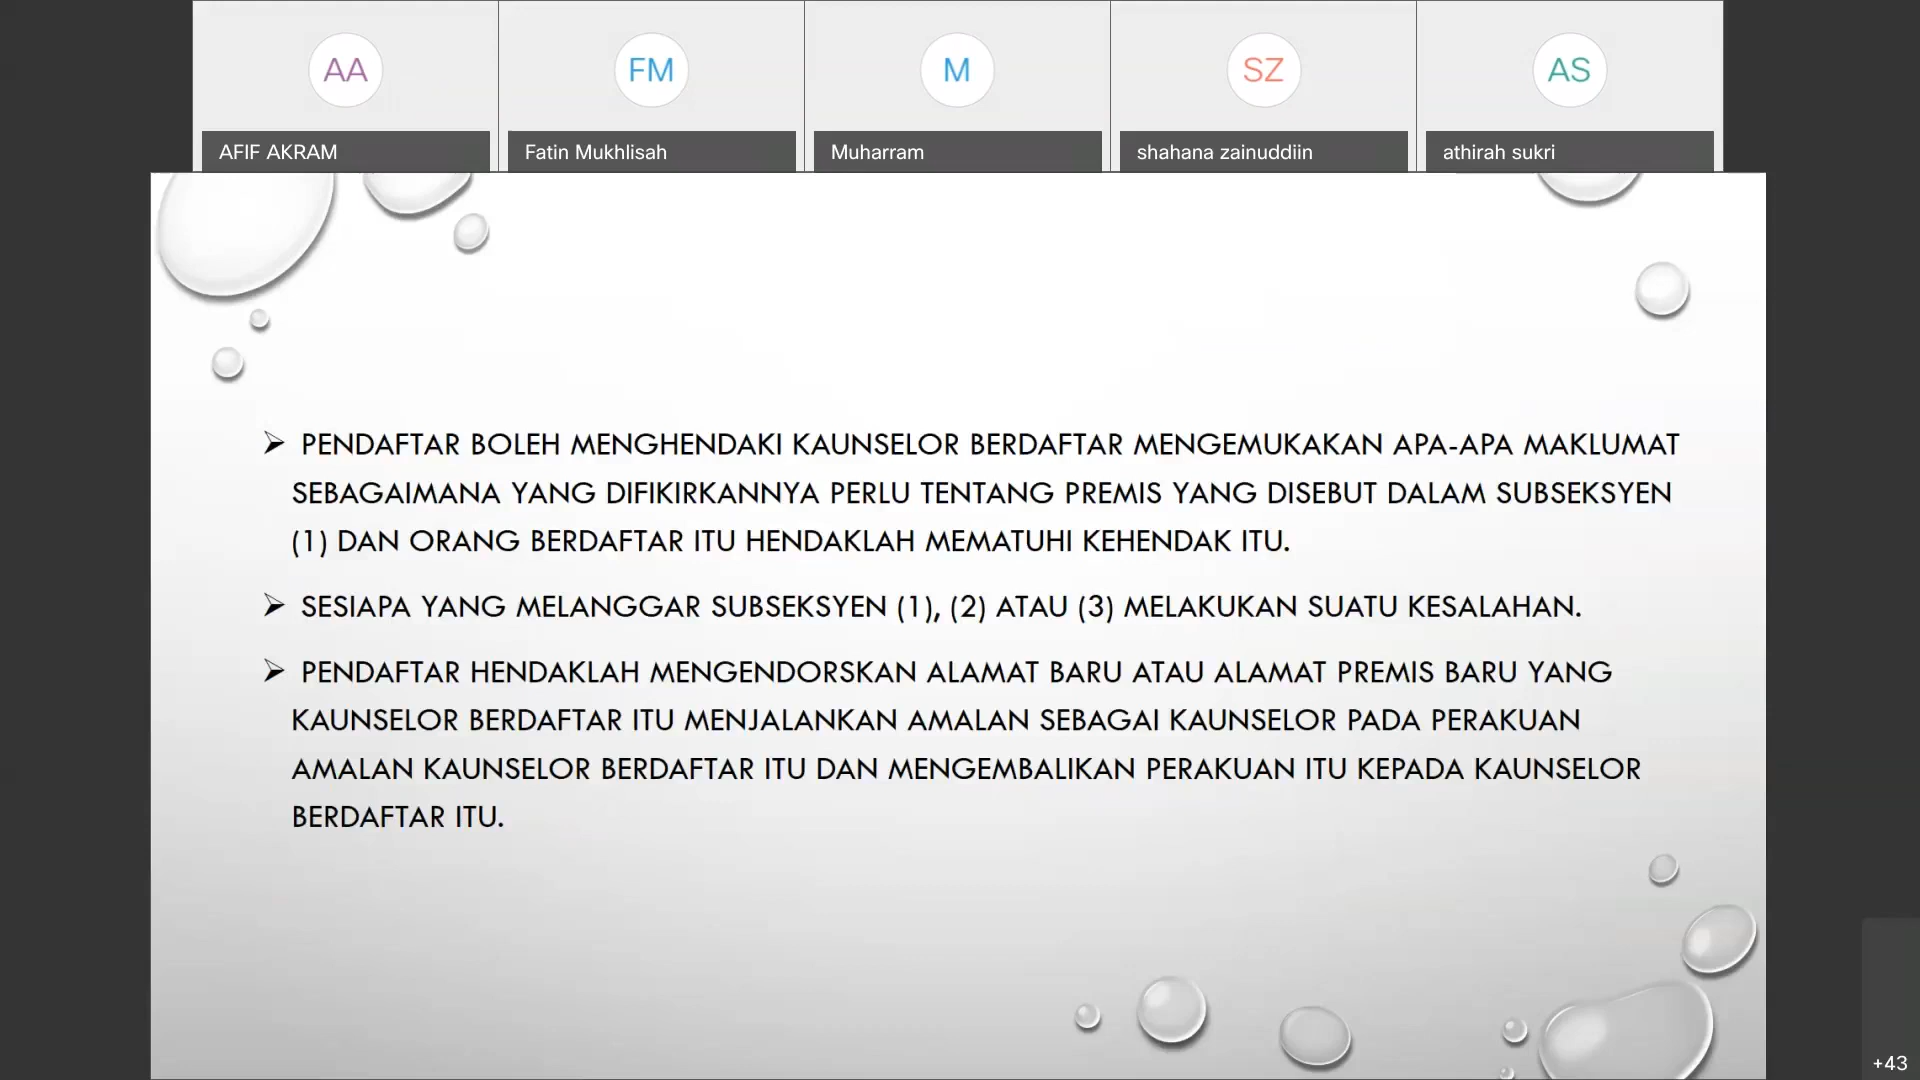 AA
FM
M
SZ
AS
AFIF AKRAM
Fatin Mukhlisah
Muharram
shahana zainuddiin
athirah sukri
➢ PENDAFTAR BOLEH MENGHENDAKI KAUNSELOR BERDAFTAR MENGEMUKAKAN APA-APA MAKLUMAT
SEBAGAIMANA YANG DIFIKIRKANNYA PERLU TENTANG PREMIS YANG DISEBUT DALAM SUBSEKSYEN
(1) DAN ORANG BERDAFTAR ITU HENDAKLAH MEMATUHI KEHENDAK ITU.
➢ SESIAPA YANG MELANGGAR SUBSEKSYEN (1), (2) ATAU (3) MELAKUKAN SUATU KESALAHAN.
➢ PENDAFTAR HENDAKLAH MENGENDORSKAN ALAMAT BARU ATAU ALAMAT PREMIS BARU YANG
KAUNSELOR BERDAFTAR ITU MENJALANKAN AMALAN SEBAGAI KAUNSELOR PADA PERAKUAN
AMALAN KAUNSELOR BERDAFTAR ITU DAN MENGEMBALIKAN PERAKUAN ITU KEPADA KAUNSELOR
BERDAFTAR ITU.
+43